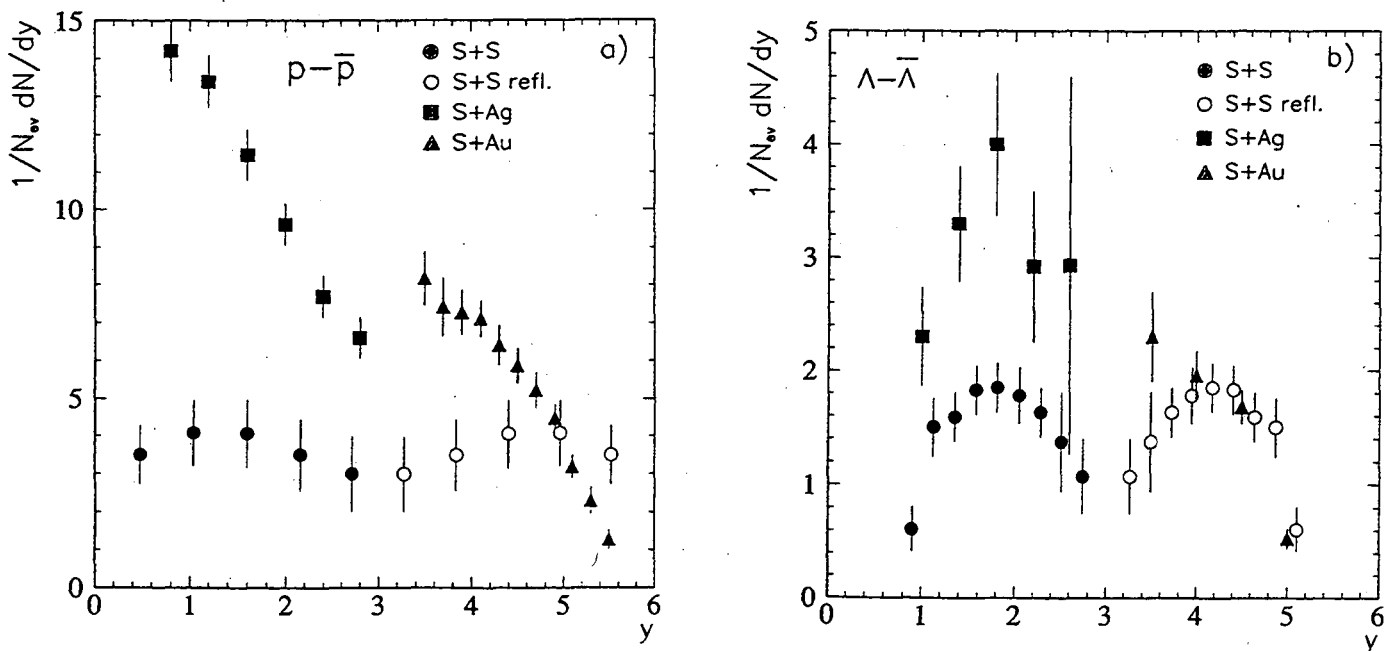 a)
p−p̅
● S+S
○ S+S refl.
■ S+Ag
▲ S+Au
1/N_ev dN/dy
15
10
5
0
0 1 2 3 4 5 6
y
b)
Λ−Λ̅
● S+S
○ S+S refl.
■ S+Ag
▲ S+Au
1/N_ev dN/dy
5
4
3
2
1
0
0 1 2 3 4 5 6
y